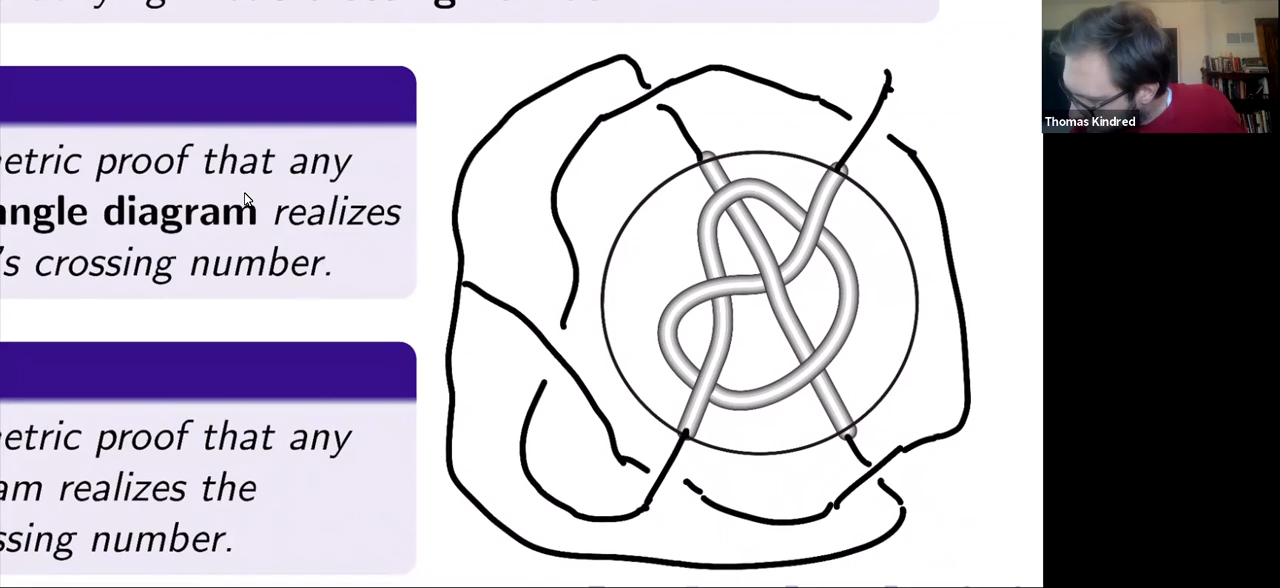 etric proof that any
angle diagram realizes
's crossing number.
etric proof that any
am realizes the
ssing number.
Thomas Kindred